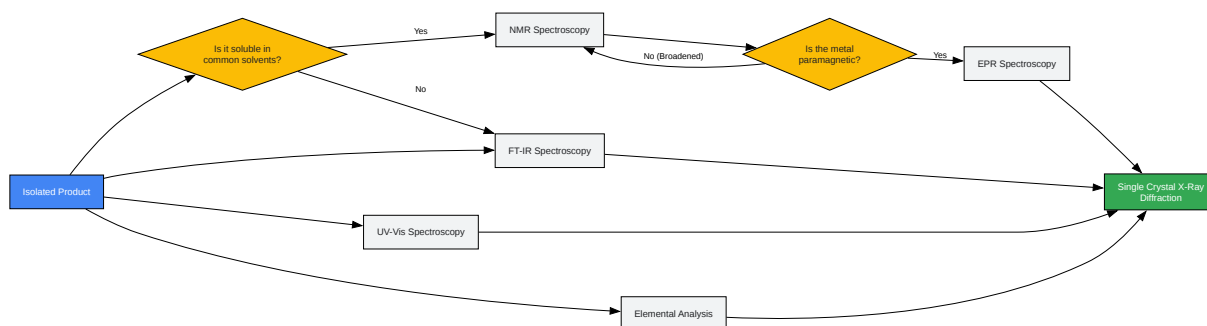 Is it soluble in
common solvents?
Yes
NMR Spectroscopy
No (Broadened)
Is the metal
paramagnetic?
Yes
EPR Spectroscopy
No
FT-IR Spectroscopy
Isolated Product
Single Crystal X-Ray
Diffraction
UV-Vis Spectroscopy
Elemental Analysis